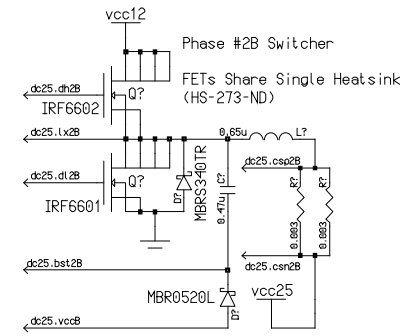 vcc12
Phase #2B Switcher
dc25.dh2B
Q?
FETs Share Single Heatsink
IRF6602
(HS-273-ND)
dc25.lx2B
0.65u
L?
dc25.csp2B
dc25.dl2B
Q?
MBRS340TR
C?
R?
R?
IRF6601
D?
0.47u
0.003
0.003
dc25.csn2B
dc25.bst2B
MBR0520L
vcc25
D?
dc25.vccB